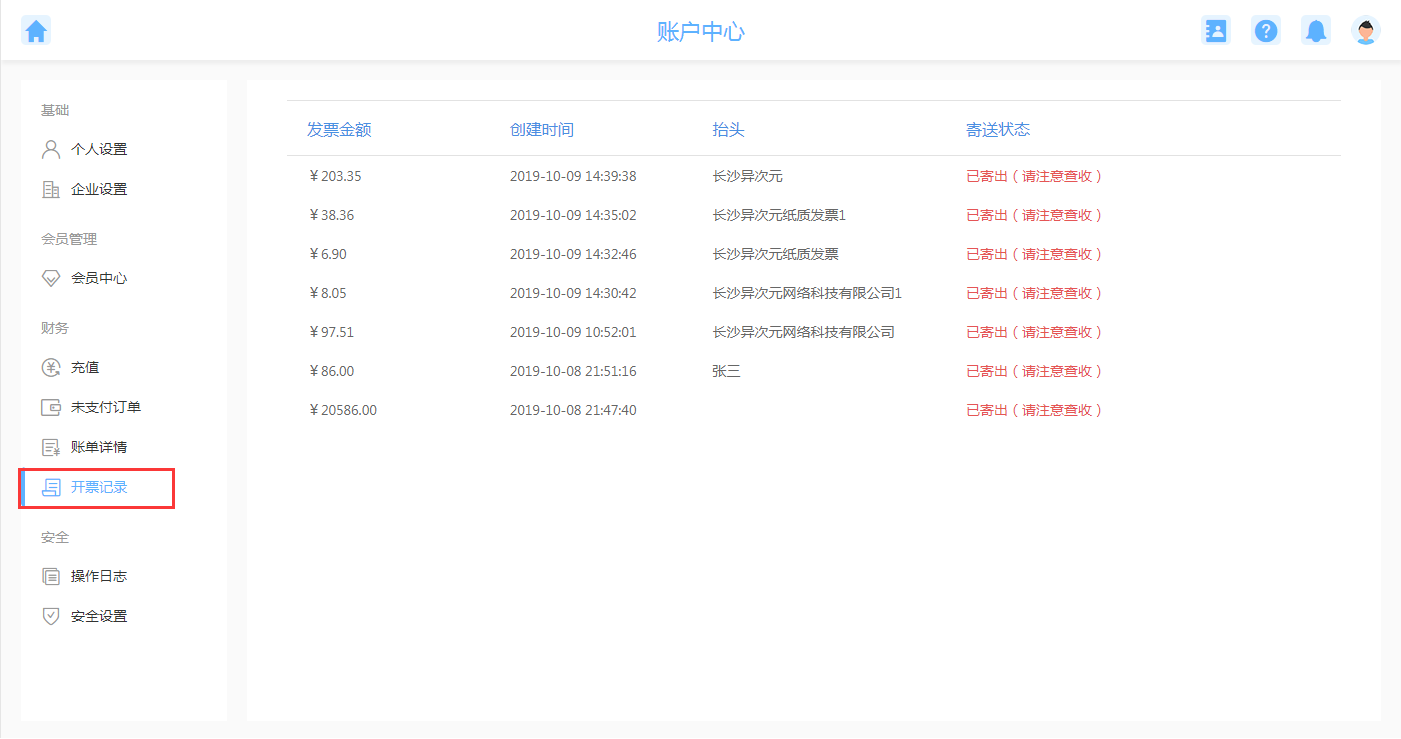 账户中心
基础
个人设置
企业设置
会员管理
会员中心
财务
充值
未支付订单
账单详情
开票记录
安全
操作日志
安全设置
发票金额 创建时间 抬头 寄送状态
￥203.35 2019-10-09 14:39:38 长沙异次元 已寄出（请注意查收）
￥38.36 2019-10-09 14:35:02 长沙异次元纸质发票1 已寄出（请注意查收）
￥6.90 2019-10-09 14:32:46 长沙异次元纸质发票 已寄出（请注意查收）
￥8.05 2019-10-09 14:30:42 长沙异次元网络科技有限公司1 已寄出（请注意查收）
￥97.51 2019-10-09 10:52:01 长沙异次元网络科技有限公司 已寄出（请注意查收）
￥86.00 2019-10-08 21:51:16 张三 已寄出（请注意查收）
￥20586.00 2019-10-08 21:47:40 已寄出（请注意查收）